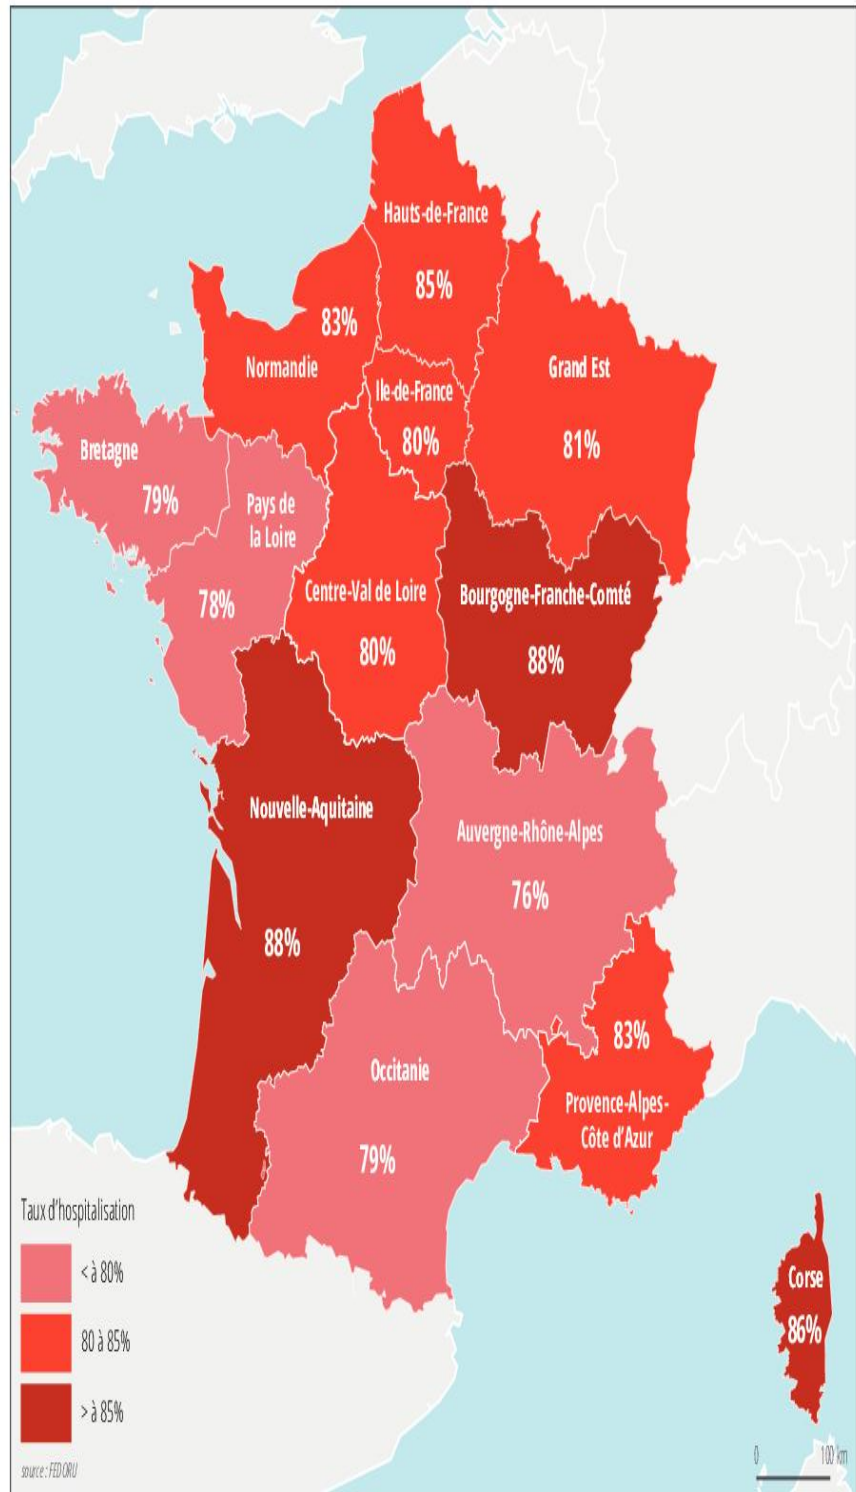 Hauts-de-France
85%
83%
Normandie
Ile-de-France
80%
Grand Est
81%
Bretagne
79%
Pays de
la Loire
78%
Centre-Val de Loire
80%
Bourgogne-Franche-Comté
88%
Nouvelle-Aquitaine
88%
Auvergne-Rhône-Alpes
76%
Occitanie
79%
83%
Provence-Alpes-
Côte d'Azur
Corse
86%
Taux d'hospitalisation
< à 80%
80 à 85%
> à 85%
source : FEDORU
0 100 km